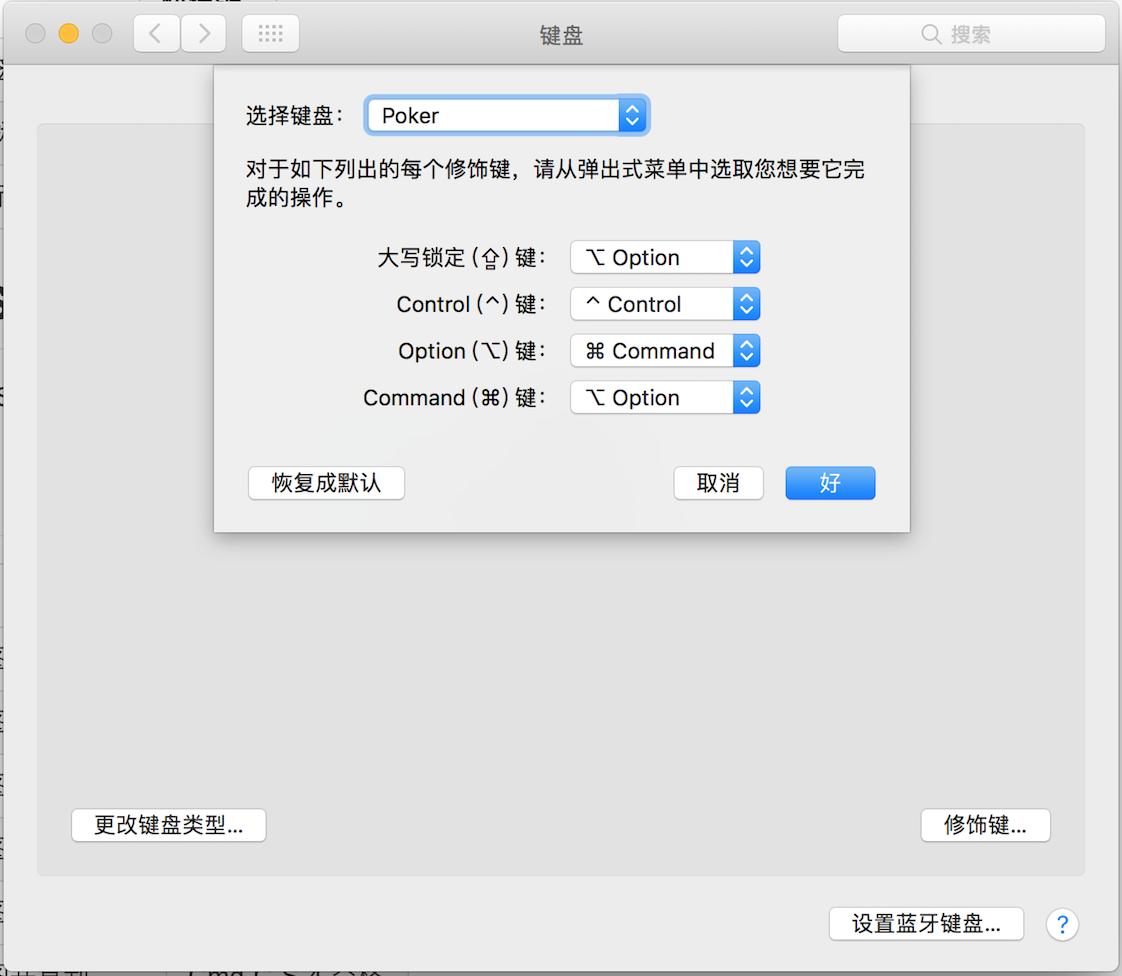 键盘
搜索
选择键盘： Poker
对于如下列出的每个修饰键，请从弹出式菜单中选取您想要它完
成的操作。
大写锁定 (⇪) 键： ⌥ Option
Control (^) 键： ^ Control
Option (⌥) 键： ⌘ Command
Command (⌘) 键： ⌥ Option
恢复成默认 取消 好
更改键盘类型... 修饰键...
设置蓝牙键盘... ?